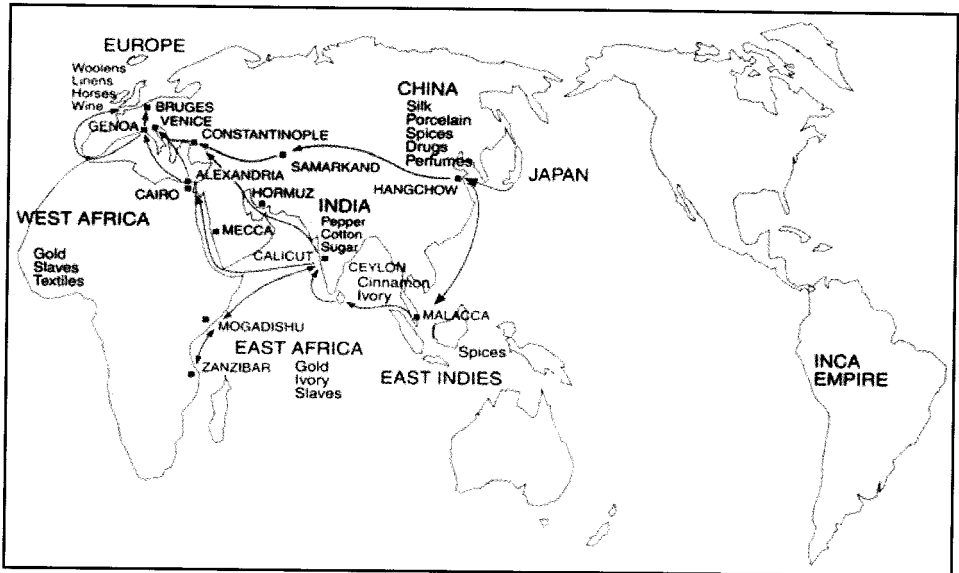 EUROPE
Woolens
Linens
Horses
Wine
BRUGES
VENICE
GENOA
CONSTANTINOPLE
SAMARKAND
CHINA
Silk
Porcelain
Spices
Drugs
Perfumes
HANGCHOW
JAPAN
ALEXANDRIA
CAIRO
HORMUZ
MECCA
INDIA
Pepper
Cotton
Sugar
CALICUT
WEST AFRICA
Gold
Slaves
Textiles
CEYLON
Cinnamon
Ivory
MALACCA
Spices
EAST INDIES
MOGADISHU
EAST AFRICA
Gold
Ivory
Slaves
ZANZIBAR
INCA
EMPIRE